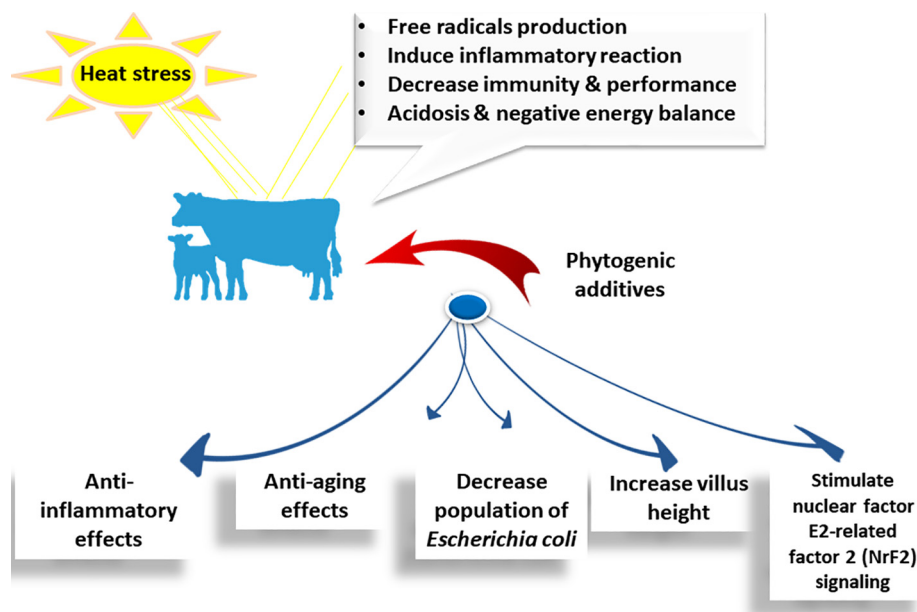 Heat stress
• Free radicals production
• Induce inflammatory reaction
• Decrease immunity & performance
• Acidosis & negative energy balance
Phytogenic
additives
Anti-
inflammatory
effects
Anti-aging
effects
Decrease
population of
Escherichia coli
Increase villus
height
Stimulate
nuclear factor
E2-related
factor 2 (NrF2)
signaling